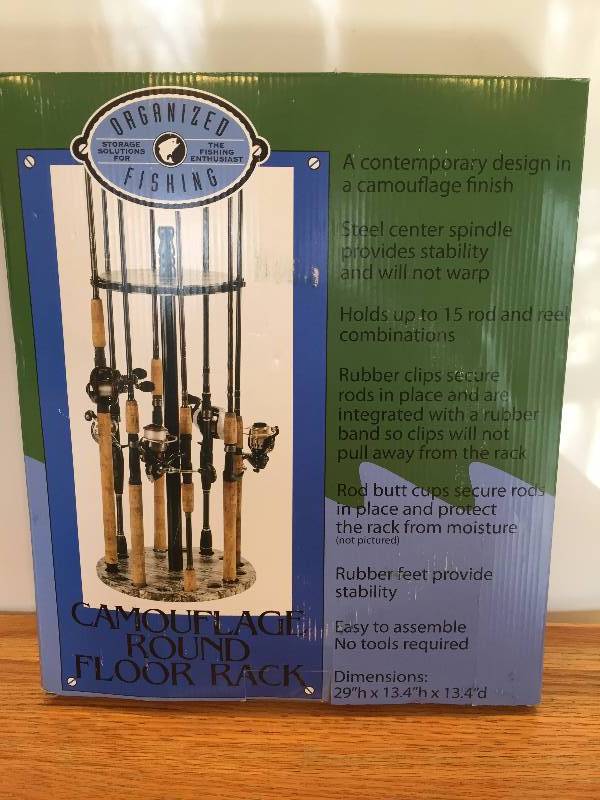 ORGANIZED
STORAGE SOLUTIONS FOR
THE FISHING ENTHUSIAST
FISHING
A contemporary design in
a camouflage finish
Steel center spindle
provides stability
and will not warp
Holds up to 15 rod and reel
combinations
Rubber clips secure
rods in place and are
integrated with a rubber
band so clips will not
pull away from the rack
Rod butt cups secure rods
in place and protect
the rack from moisture
(not pictured)
Rubber feet provide
stability
Easy to assemble
No tools required
Dimensions:
29"h x 13.4"h x 13.4"d
CAMOUFLAGE
ROUND
FLOOR RACK